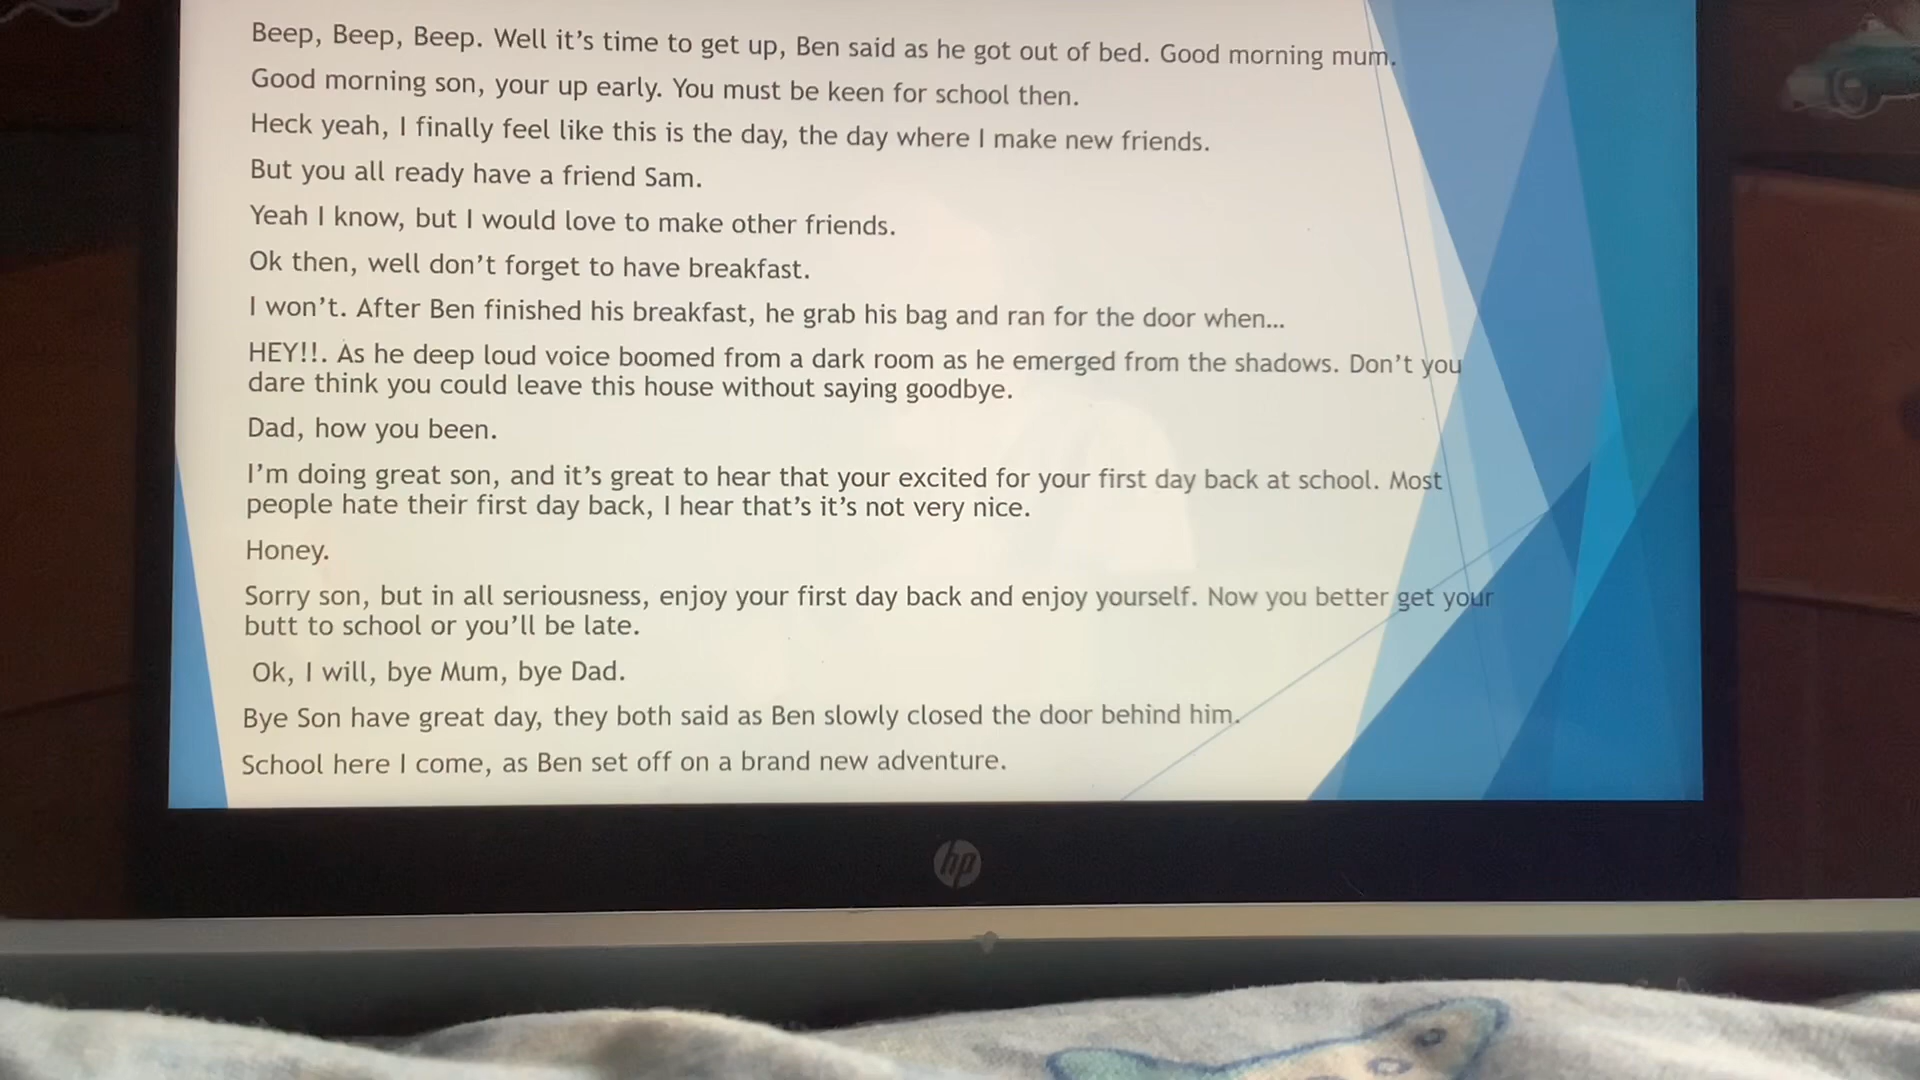 Beep, Beep, Beep. Well it’s time to get up, Ben said as he got out of bed. Good morning mum.
Good morning son, your up early. You must be keen for school then.
Heck yeah, I finally feel like this is the day, the day where I make new friends.
But you all ready have a friend Sam.
Yeah I know, but I would love to make other friends.
Ok then, well don’t forget to have breakfast.
I won’t. After Ben finished his breakfast, he grab his bag and ran for the door when...
HEY!!. As he deep loud voice boomed from a dark room as he emerged from the shadows. Don’t you
dare think you could leave this house without saying goodbye.
Dad, how you been.
I’m doing great son, and it’s great to hear that your excited for your first day back at school. Most
people hate their first day back, I hear that’s it’s not very nice.
Honey.
Sorry son, but in all seriousness, enjoy your first day back and enjoy yourself. Now you better get your
butt to school or you’ll be late.
Ok, I will, bye Mum, bye Dad.
Bye Son have great day, they both said as Ben slowly closed the door behind him.
School here I come, as Ben set off on a brand new adventure.
hp